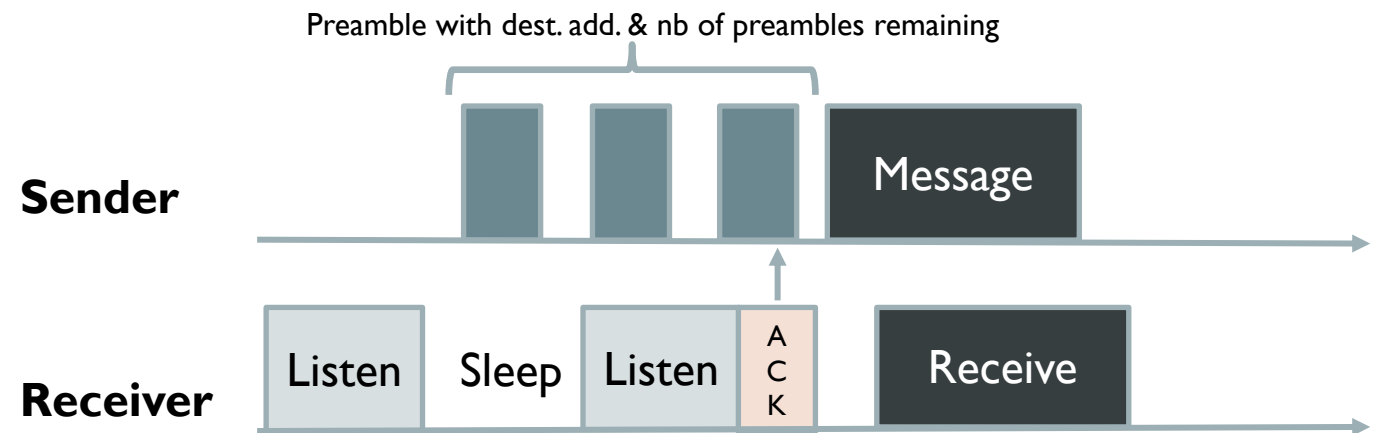 Preamble with dest. add. & nb of preambles remaining
Sender
Message
Receiver
Listen
Sleep
Listen
A
C
K
Receive